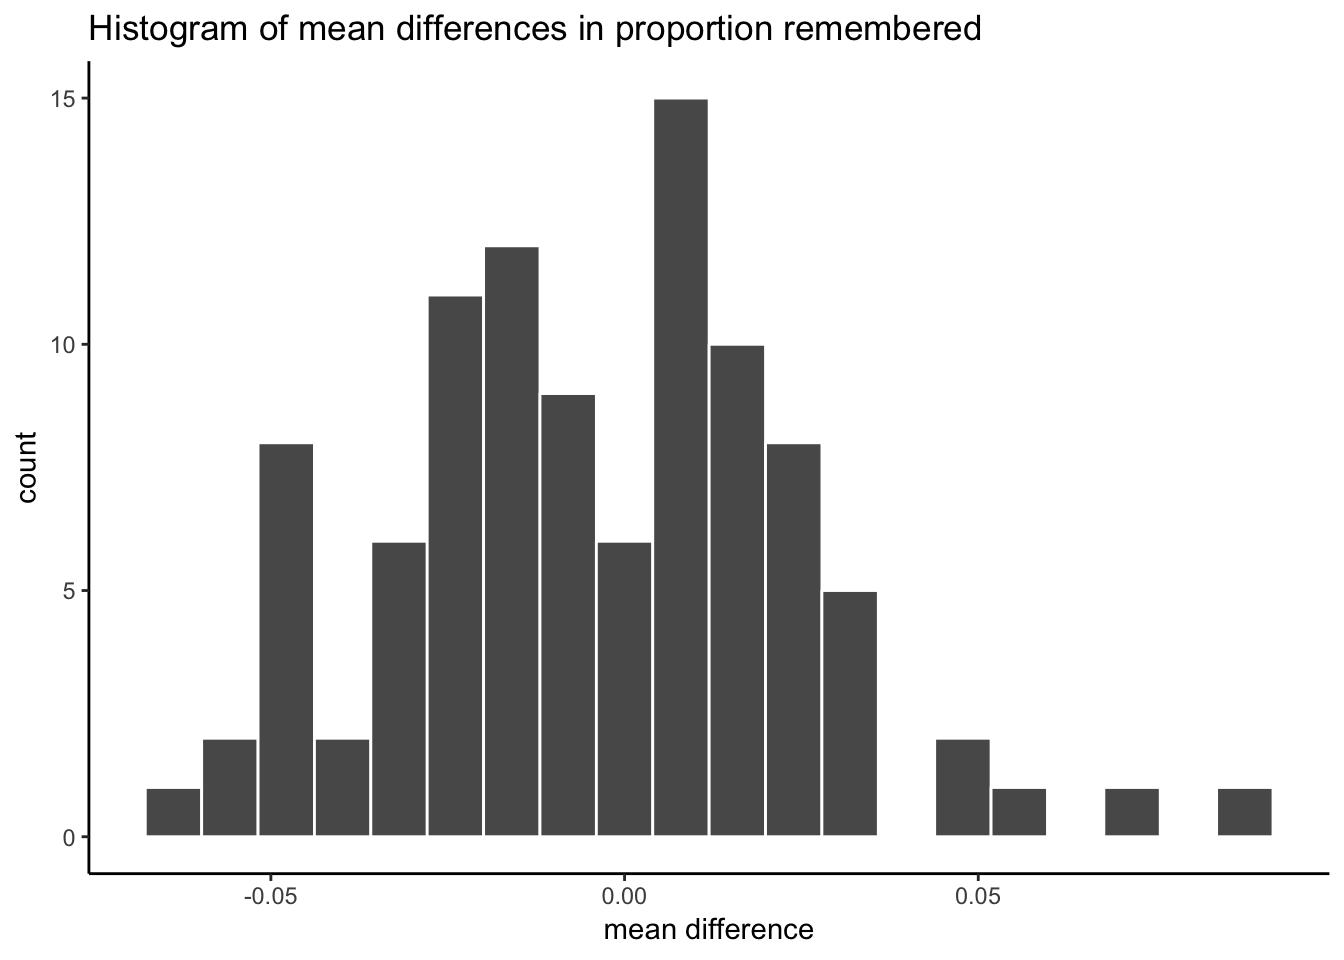 Histogram of mean differences in proportion remembered
15
10
5
0
count
-0.05
0.00
0.05
mean difference